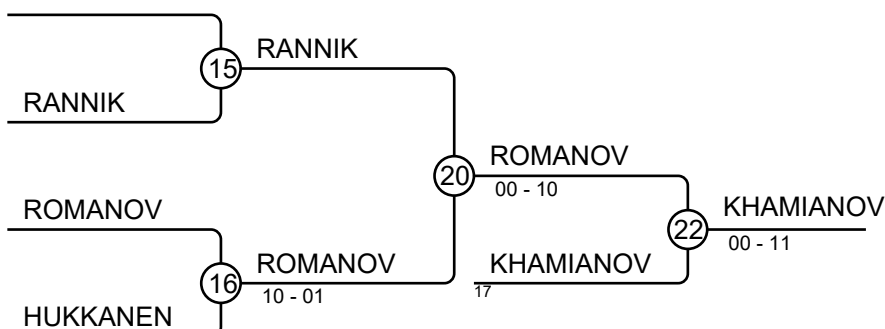 RANNIK
15
RANNIK
ROMANOV
20
00 - 10
ROMANOV
KHAMIANOV
22
00 - 11
ROMANOV
KHAMIANOV
16
10 - 01
17
HUKKANEN